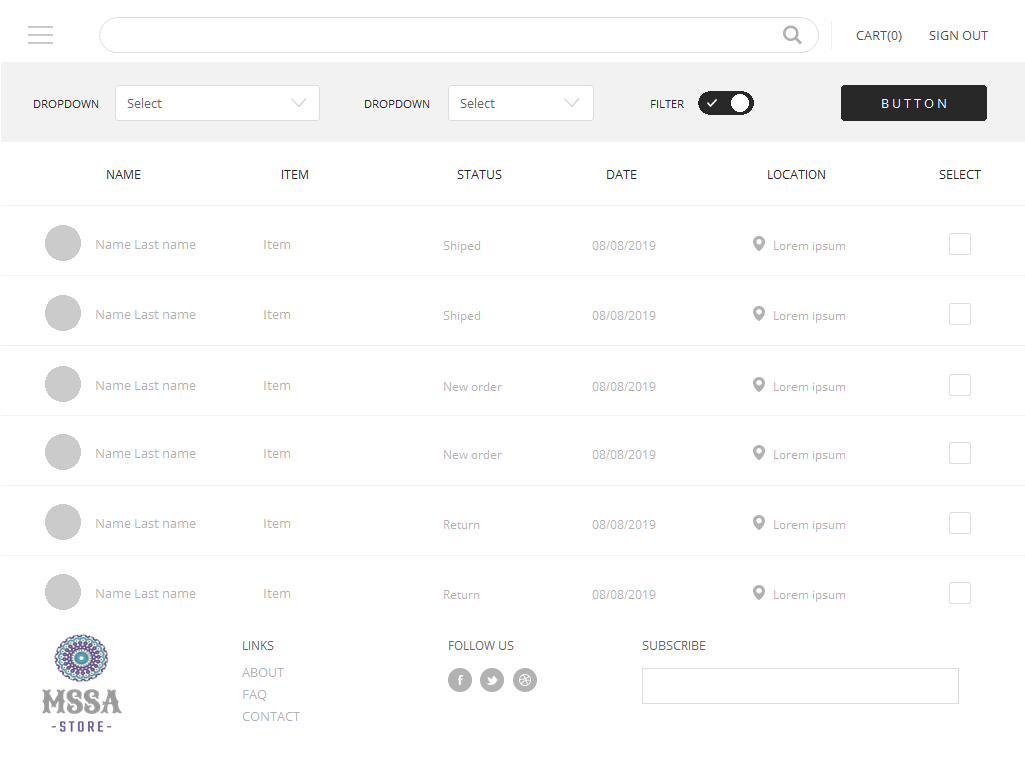 CART(0) SIGN OUT
DROPDOWN Select DROPDOWN Select FILTER BUTTON
NAME ITEM STATUS DATE LOCATION SELECT
Name Last name Item Shiped 08/08/2019 Lorem ipsum
Name Last name Item Shiped 08/08/2019 Lorem ipsum
Name Last name Item New order 08/08/2019 Lorem ipsum
Name Last name Item New order 08/08/2019 Lorem ipsum
Name Last name Item Return 08/08/2019 Lorem ipsum
Name Last name Item Return 08/08/2019 Lorem ipsum
MSSA
-STORE-
LINKS
ABOUT
FAQ
CONTACT
FOLLOW US
SUBSCRIBE